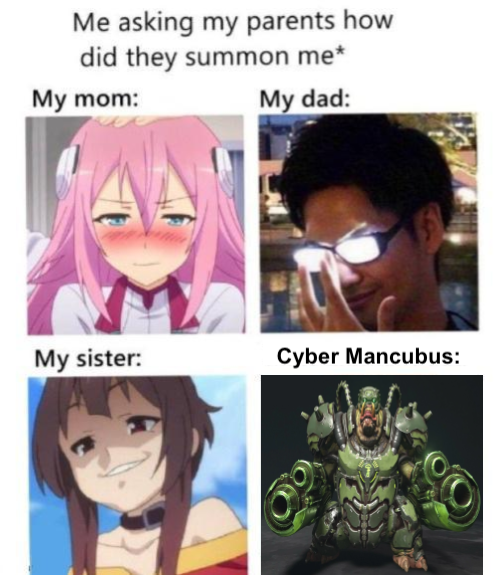 Me asking my parents how
did they summon me*
My mom:
My dad:
My sister:
Cyber Mancubus: